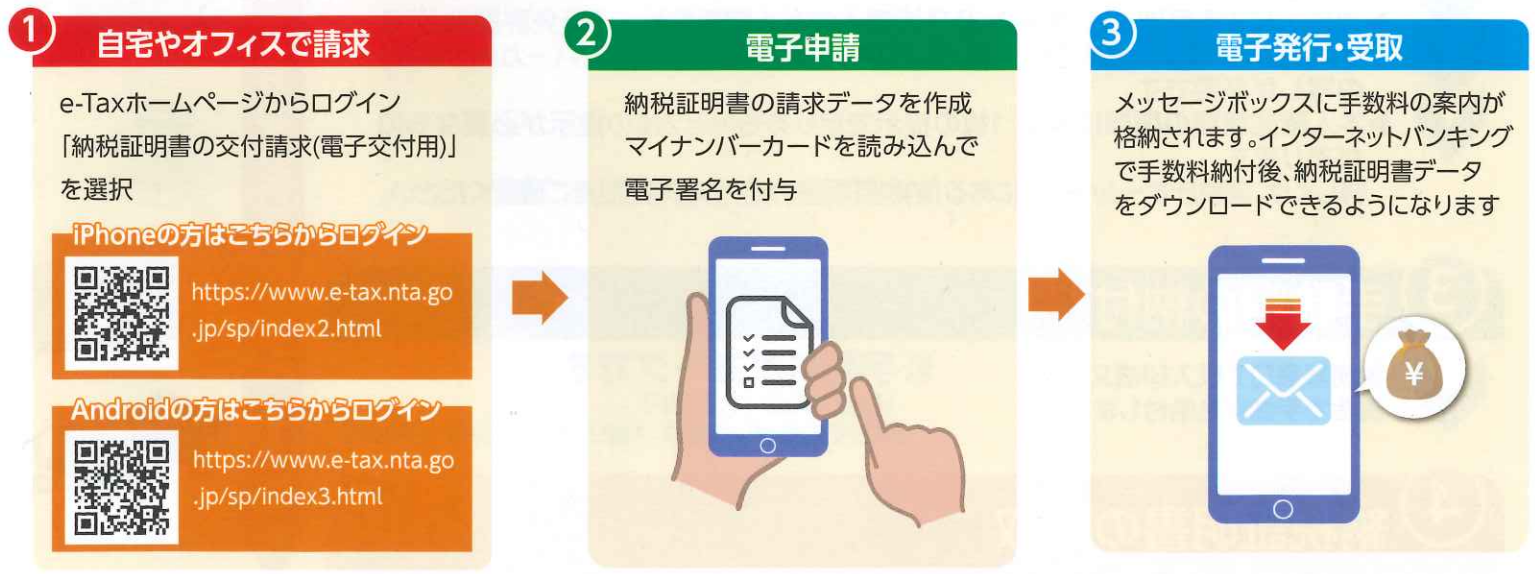 1
自宅やオフィスで請求
e-Taxホームページからログイン
「納税証明書の交付請求(電子交付用)」
を選択
iPhoneの方はこちらからログイン
https://www.e-tax.nta.go
.jp/sp/index2.html
Androidの方はこちらからログイン
https://www.e-tax.nta.go
.jp/sp/index3.html
2
電子申請
納税証明書の請求データを作成
マイナンバーカードを読み込んで
電子署名を付与
3
電子発行・受取
メッセージボックスに手数料の案内が
格納されます。インターネットバンキング
で手数料納付後、納税証明書データ
をダウンロードできるようになります
¥